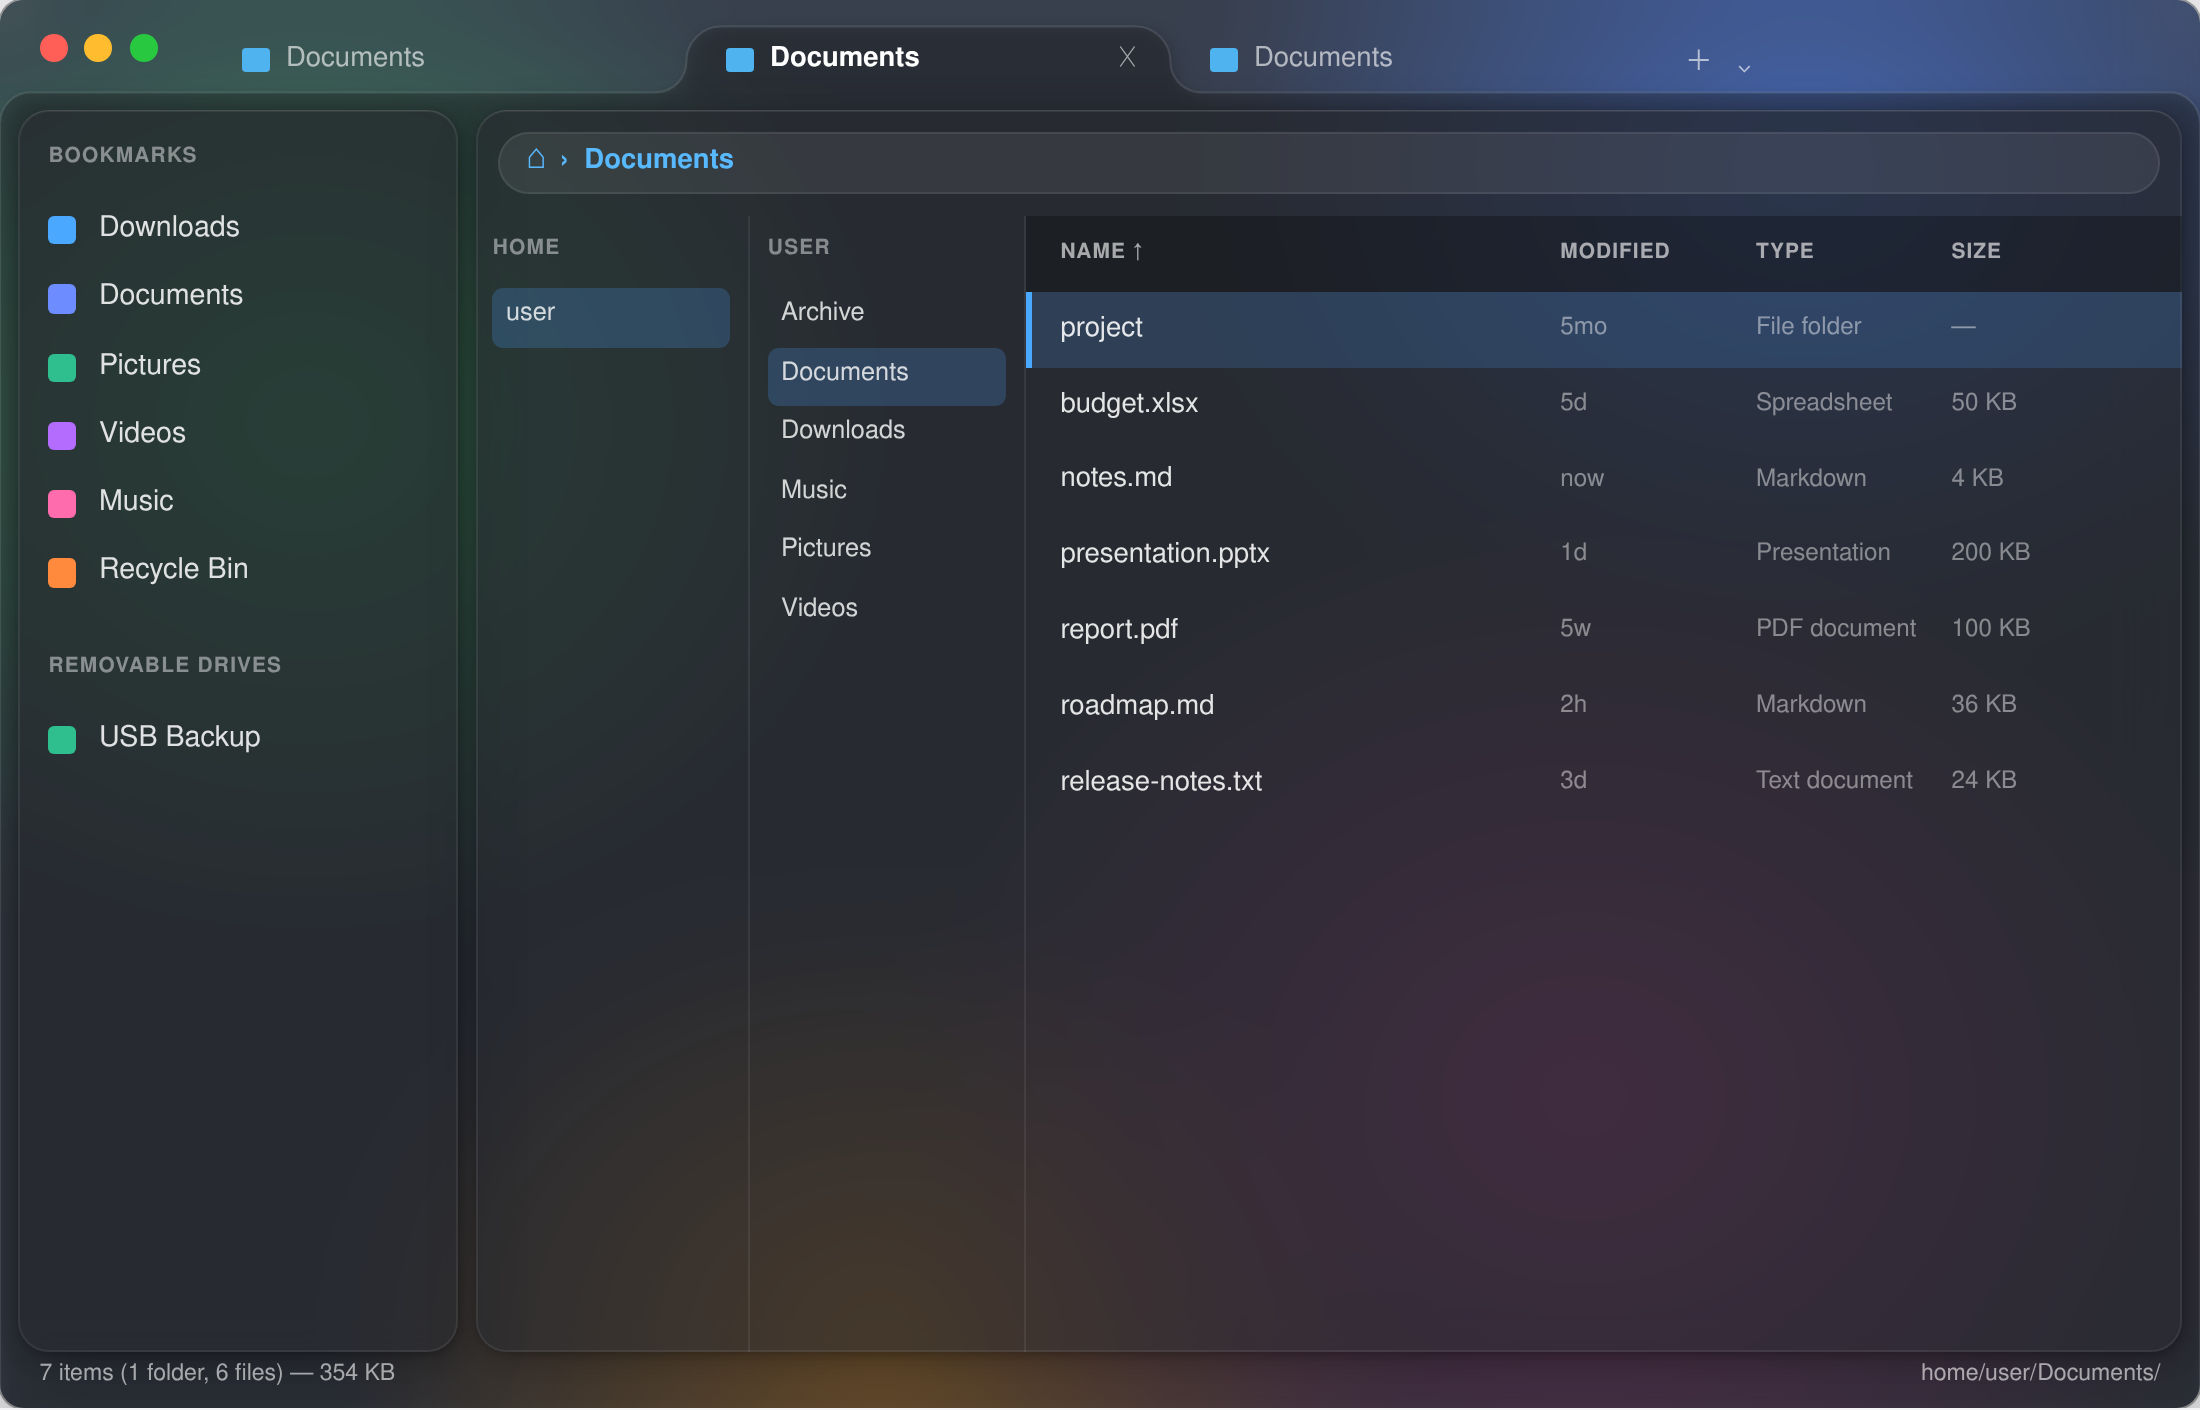 Documents
Documents X
Documents + ⌄
BOOKMARKS
Downloads
Documents
Pictures
Videos
Music
Recycle Bin
REMOVABLE DRIVES
USB Backup
⌂ › Documents
HOME
user
USER
Archive
Documents
Downloads
Music
Pictures
Videos
NAME ↑ MODIFIED TYPE SIZE
project 5mo File folder —
budget.xlsx 5d Spreadsheet 50 KB
notes.md now Markdown 4 KB
presentation.pptx 1d Presentation 200 KB
report.pdf 5w PDF document 100 KB
roadmap.md 2h Markdown 36 KB
release-notes.txt 3d Text document 24 KB
7 items (1 folder, 6 files) — 354 KB
home/user/Documents/